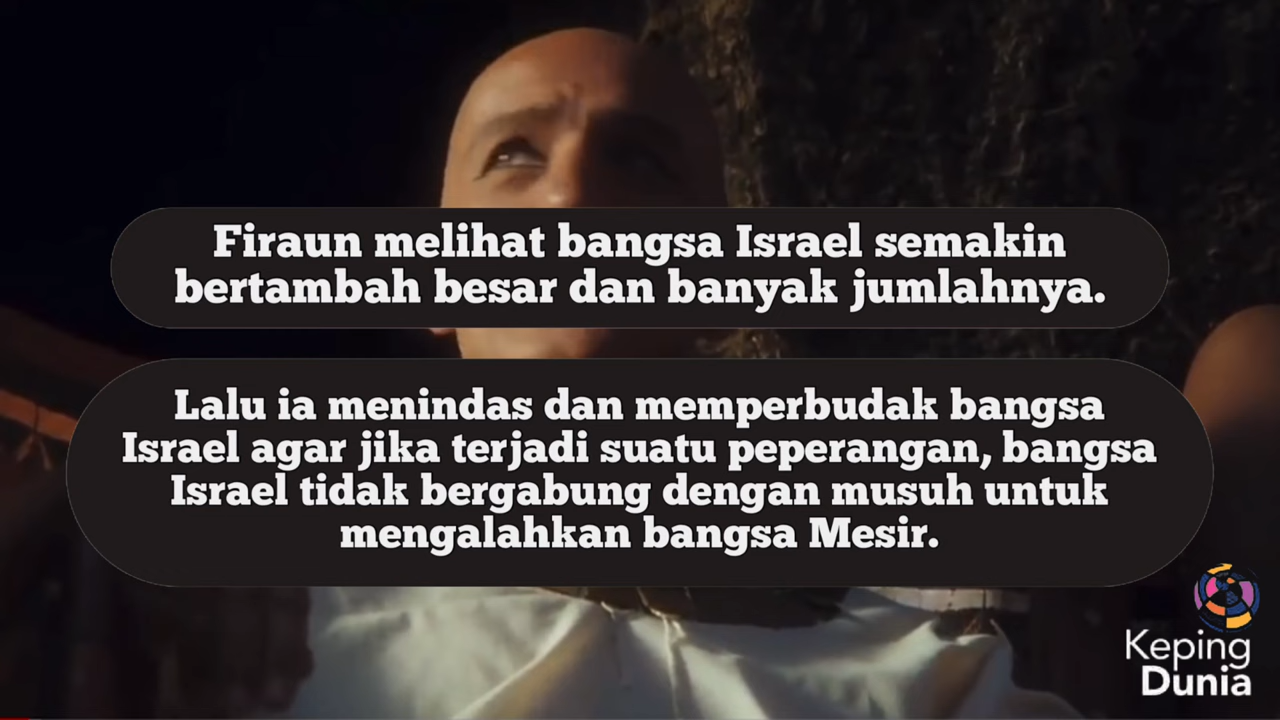 Firaun melihat bangsa Israel semakin
bertambah besar dan banyak jumlahnya.
Lalu ia menindas dan memperbudak bangsa
Israel agar jika terjadi suatu peperangan, bangsa
Israel tidak bergabung dengan musuh untuk
mengalahkan bangsa Mesir.
Keping
Dunia